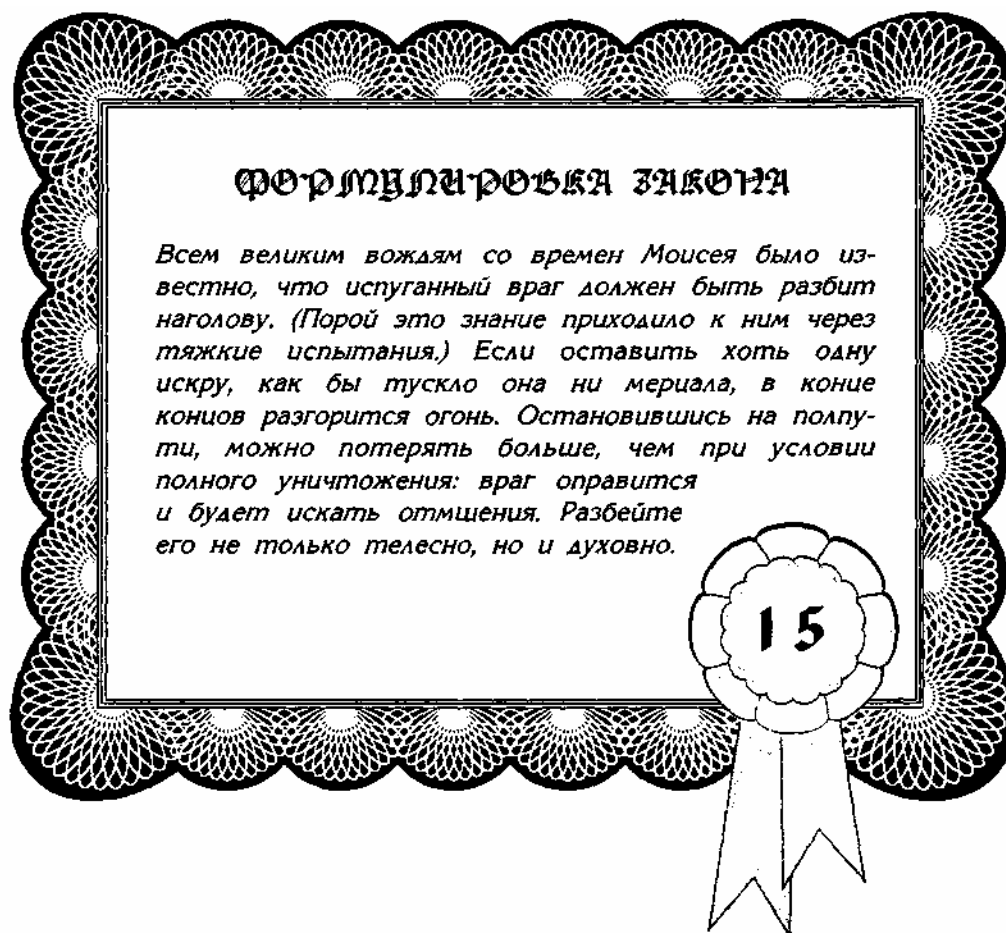 ФОРМУЛИРОВКА ЗАКОНА
Всем великим вождям со времен Моисея было из-
вестно, что испуганный враг должен быть разбит
наголову. (Порой это знание приходило к ним через
тяжкие испытания.) Если оставить хоть одну
искру, как бы тускло она ни мерцала, в конце
концов разгорится огонь. Остановившись на полпу-
ти, можно потерять больше, чем при условии
полного уничтожения: враг оправится
и будет искать отмщения. Разбейте
его не только телесно, но и духовно.
15